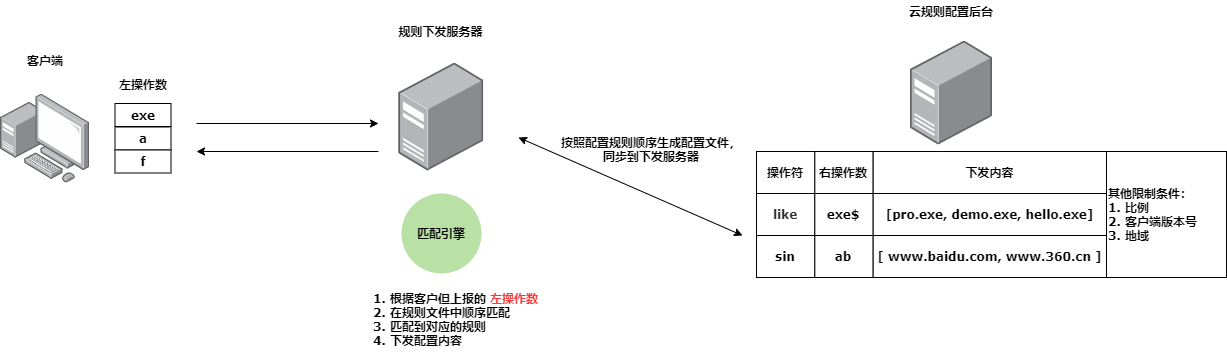 客户端
左操作数
exe
a
f
规则下发服务器
匹配引擎
1. 根据客户但上报的 左操作数
2. 在规则文件中顺序匹配
3. 匹配到对应的规则
4. 下发配置内容
按照配置规则顺序生成配置文件，
同步到下发服务器
云规则配置后台
操作符 右操作数 下发内容
like exe$ [pro.exe, demo.exe, hello.exe]
sin ab [ www.baidu.com, www.360.cn ]
其他限制条件：
1. 比例
2. 客户端版本号
3. 地域